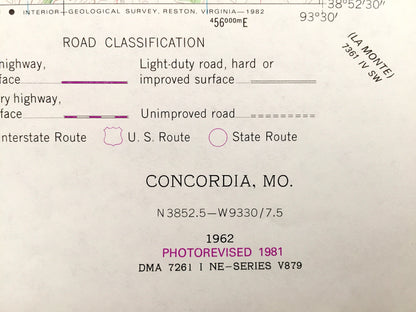 ● INTERIOR—GEOLOGICAL SURVEY, RESTON, VIRGINIA—1982
38°52'30"
⁴56⁰⁰⁰ᵐE
93°30'
(LA MONTE)
7361 IV SW
ROAD CLASSIFICATION
highway,
Light-duty road, hard or
face
improved surface
ry highway,
face
Unimproved road
nterstate Route
U. S. Route
State Route
CONCORDIA, MO.
N3852.5—W9330/7.5
1962
PHOTOREVISED 1981
DMA 7261 I NE-SERIES V879